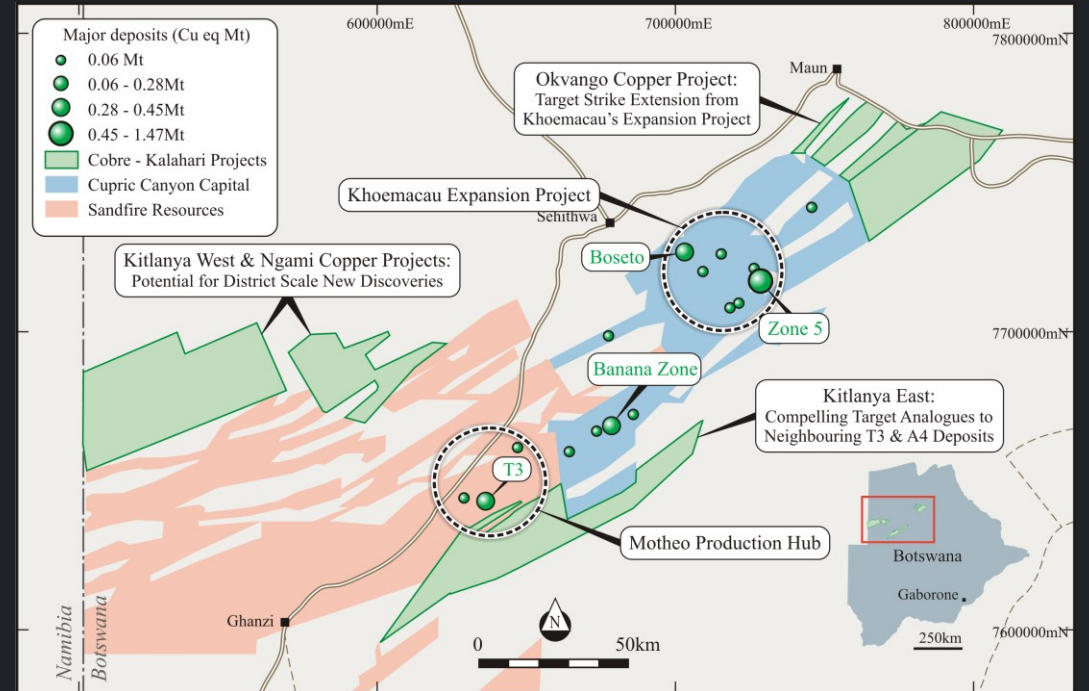 600000mE
700000mE
800000mE
7800000mN
Major deposits (Cu eq Mt)
0.06 Mt
0.06 - 0.28Mt
0.28 - 0.45Mt
0.45 - 1.47Mt
Cobre - Kalahari Projects
Cupric Canyon Capital
Sandfire Resources
Maun
Okvango Copper Project:
Target Strike Extension from
Khoemacau's Expansion Project
Khoemacau Expansion Project
Sehithwa
Boseto
Kitlanya West & Ngami Copper Projects:
Potential for District Scale New Discoveries
Zone 5
7700000mN
Banana Zone
Kitlanya East:
Compelling Target Analogues to
Neighbouring T3 & A4 Deposits
T3
Motheo Production Hub
Botswana
Gaborone
250km
Namibia
Botswana
Ghanzi
N
0
50km
7600000mN